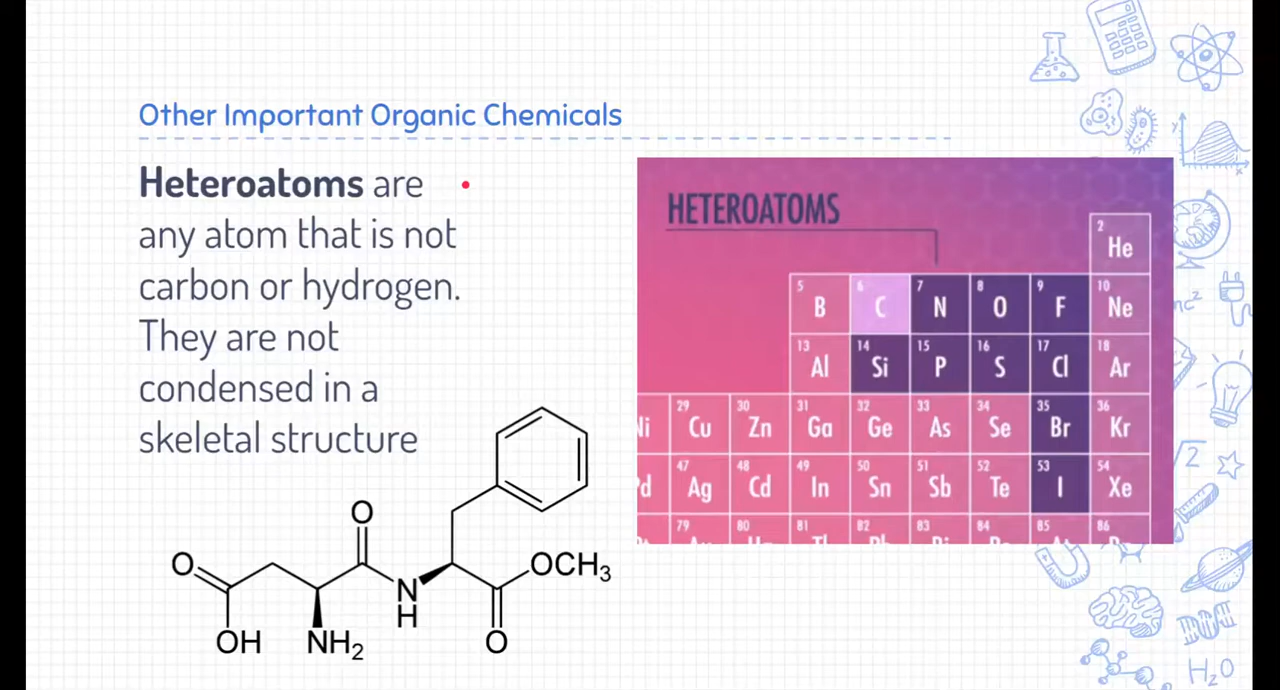 Other Important Organic Chemicals
Heteroatoms are
any atom that is not
carbon or hydrogen.
They are not
condensed in a
skeletal structure
O
O
OH
NH2
N
H
OCH3
O
HETEROATOMS
2
He
5 6 7 8 9 10
B C N O F Ne
13 14 15 16 17 18
Al Si P S Cl Ar
29 30 31 32 33 34 35 36
Cu Zn Ga Ge As Se Br Kr
47 48 49 50 51 52 53 54
Ag Cd In Sn Sb Te I Xe
79 80 81 82 83 84 85 86
y
x
mc²
√2
H₂O